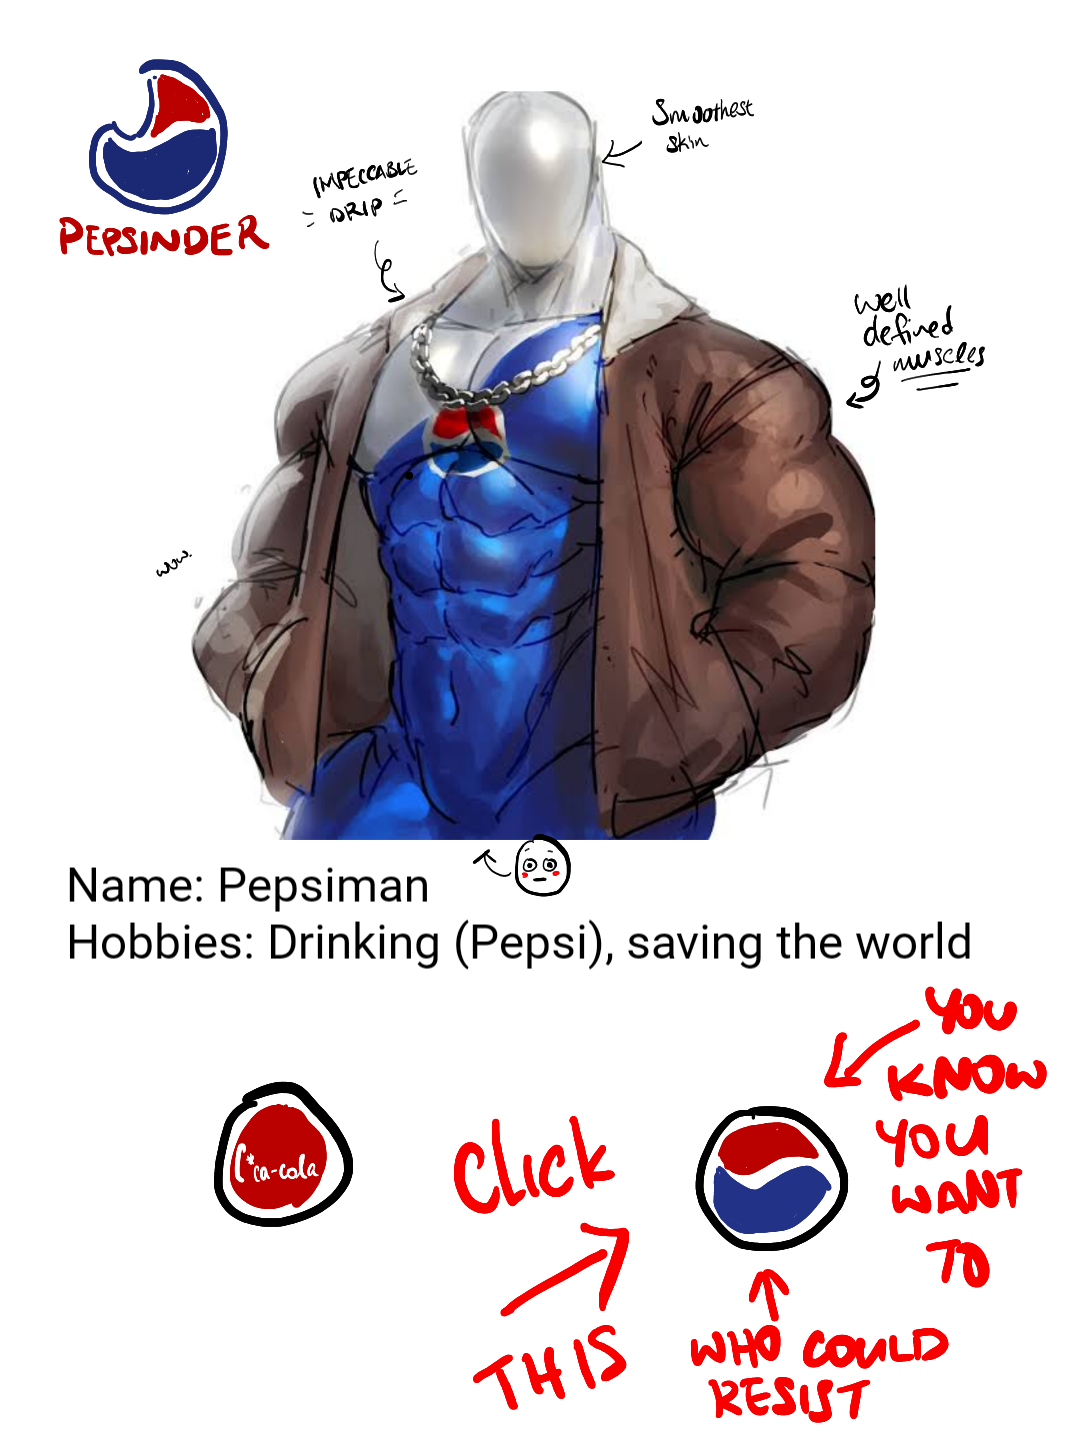 PEPSINDER
IMPECCABLE
DRIP
Smoothest
skin
well
defined
muscles
wow.
Name: Pepsiman
Hobbies: Drinking (Pepsi), saving the world
C*ca-cola
Click
THIS
YOU
KNOW
YOU
WANT
TO
WHO COULD
RESIST